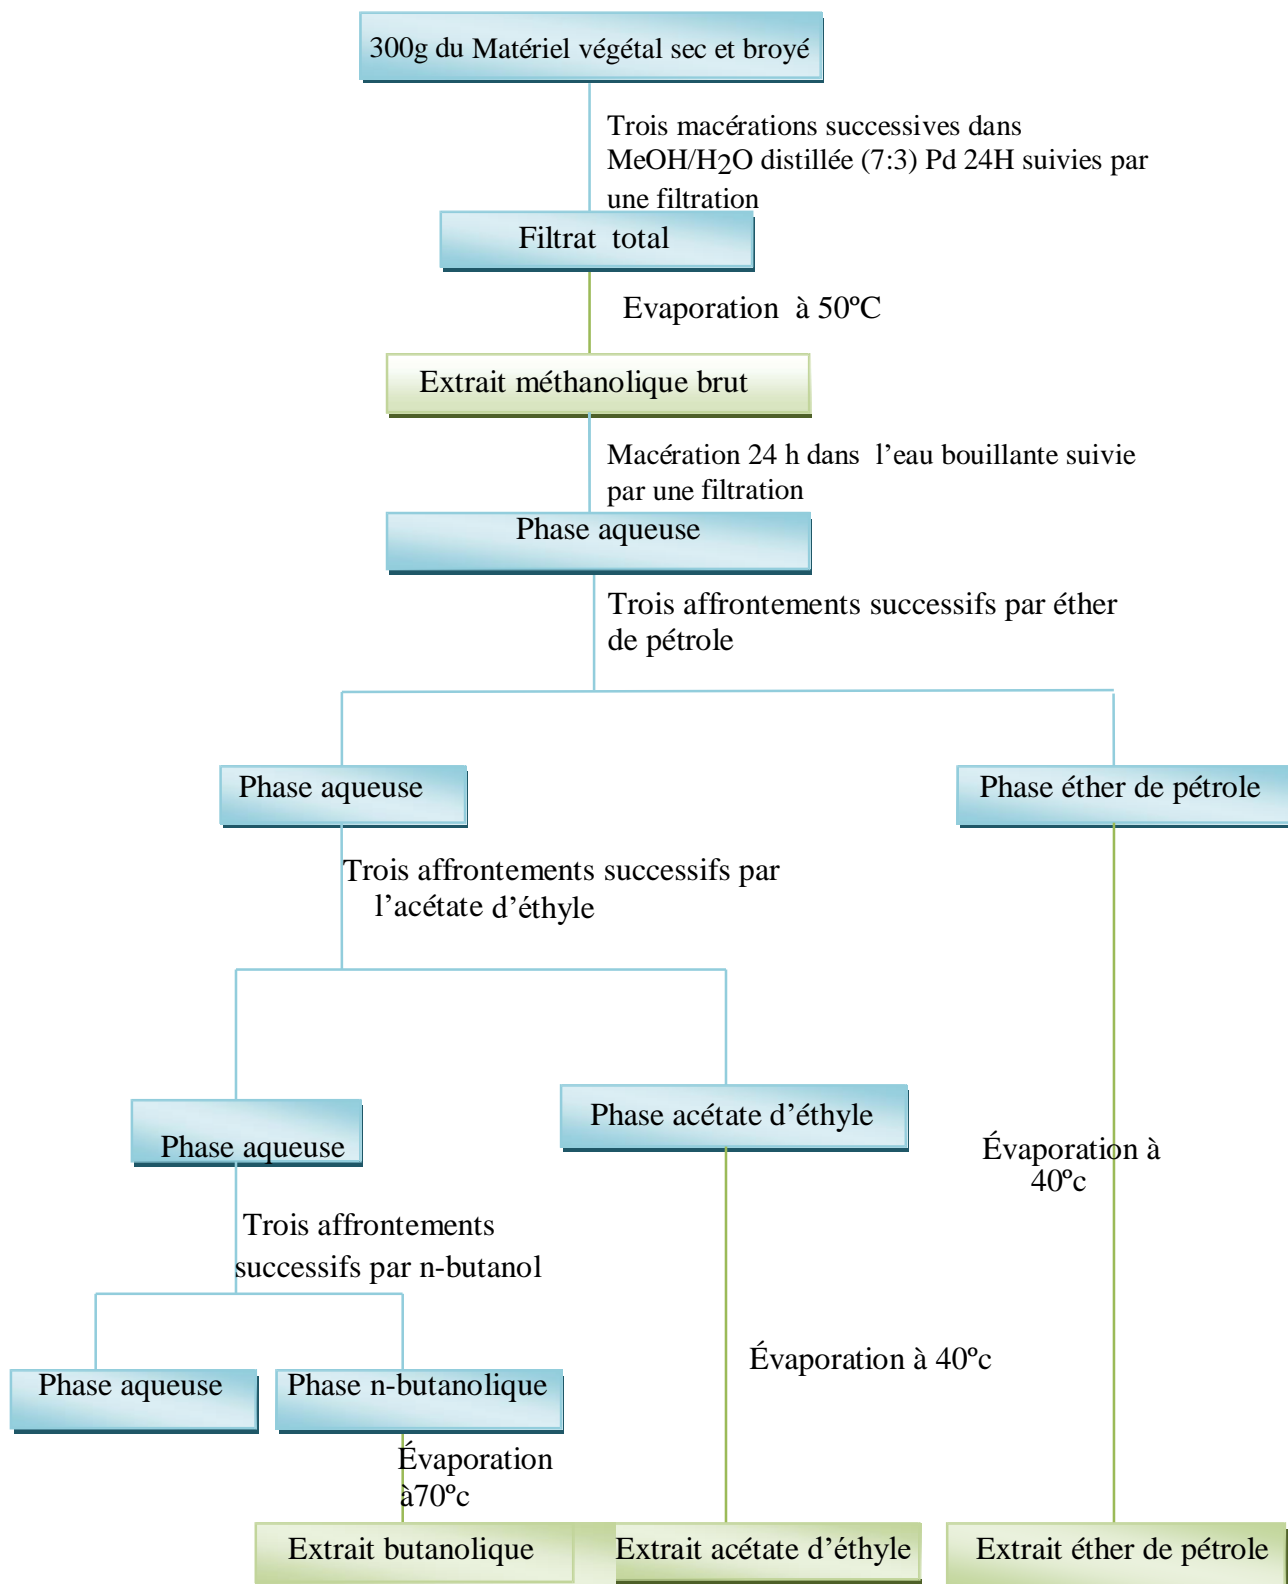 300g du Matériel végétal sec et broyé
Trois macérations successives dans
MeOH/H2O distillée (7:3) Pd 24H suivies par
une filtration
Filtrat total
Evaporation à 50ºC
Extrait méthanolique brut
Macération 24 h dans l’eau bouillante suivie
par une filtration
Phase aqueuse
Trois affrontements successifs par éther
de pétrole
Phase aqueuse
Phase éther de pétrole
Trois affrontements successifs par
l’acétate d’éthyle
Phase aqueuse
Phase acétate d’éthyle
Évaporation à
40ºc
Trois affrontements
successifs par n-butanol
Évaporation à 40ºc
Phase aqueuse
Phase n-butanolique
Évaporation
à70ºc
Extrait butanolique
Extrait acétate d’éthyle
Extrait éther de pétrole